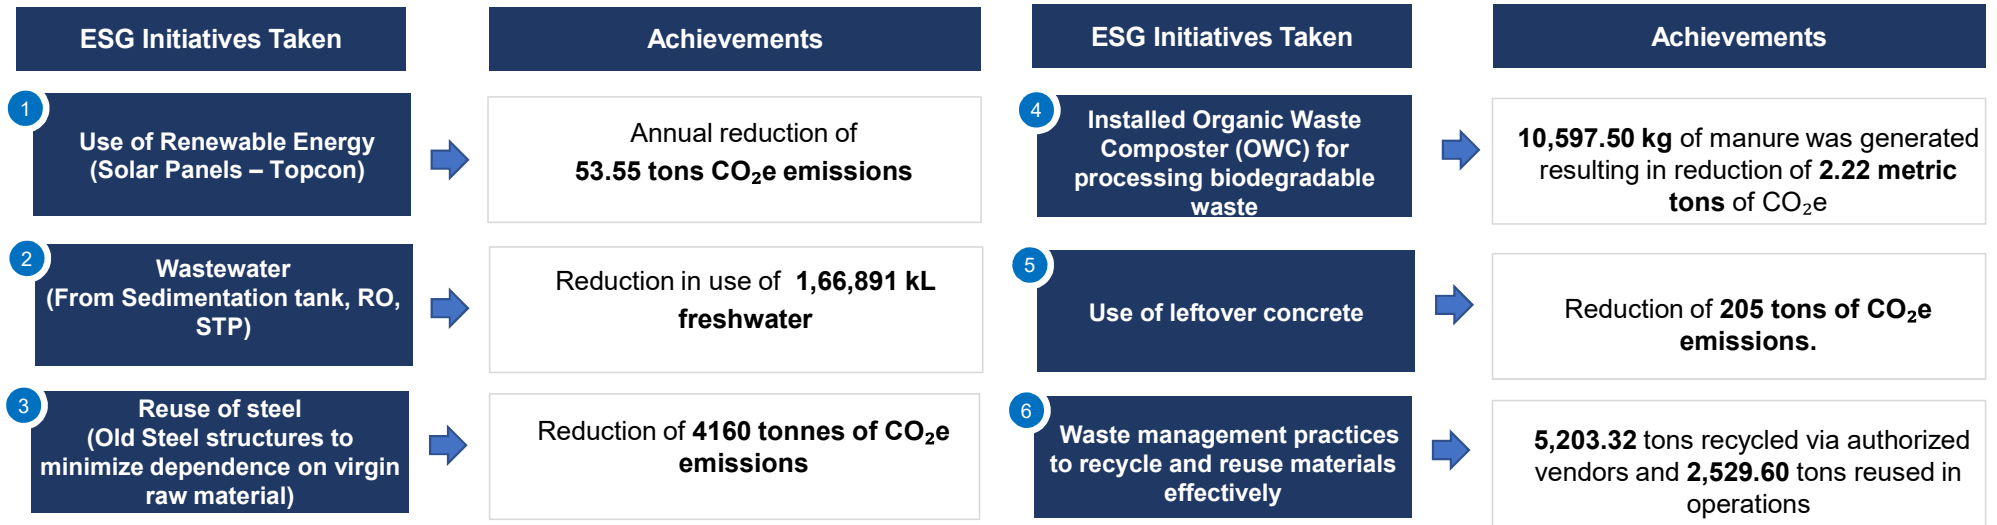 ESG Initiatives Taken
Achievements
1
Use of Renewable Energy
(Solar Panels – Topcon)
Annual reduction of
53.55 tons CO₂e emissions
2
Wastewater
(From Sedimentation tank, RO,
STP)
Reduction in use of 1,66,891 kL
freshwater
3
Reuse of steel
(Old Steel structures to
minimize dependence on virgin
raw material)
Reduction of 4160 tonnes of CO₂e
emissions
ESG Initiatives Taken
Achievements
4
Installed Organic Waste
Composter (OWC) for
processing biodegradable
waste
10,597.50 kg of manure was generated
resulting in reduction of 2.22 metric
tons of CO₂e
5
Use of leftover concrete
Reduction of 205 tons of CO₂e
emissions.
6
Waste management practices
to recycle and reuse materials
effectively
5,203.32 tons recycled via authorized
vendors and 2,529.60 tons reused in
operations